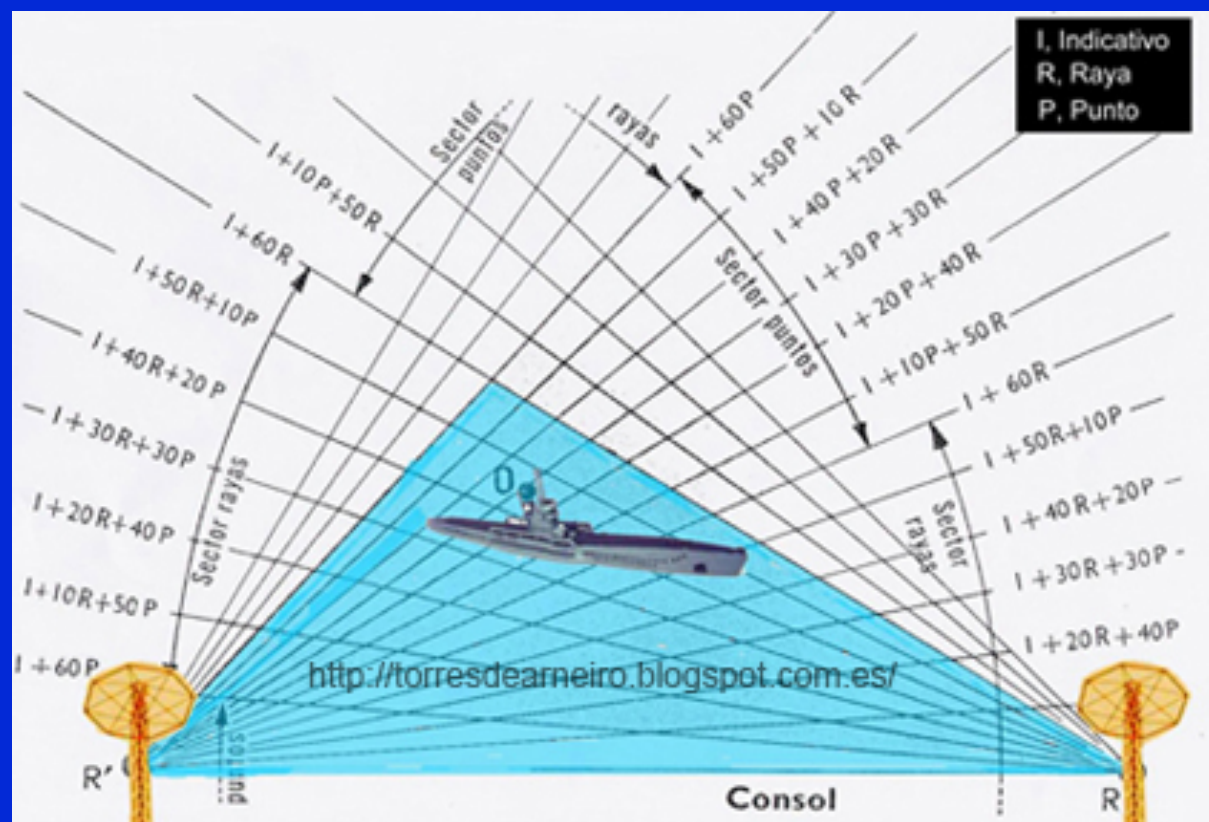 I, Indicativo
R, Raya
P, Punto
Sector
puntos
rayas
I+60P
I+50P+10R
I+40P+20R
I+30P+30R
I+20P+40R
I+10P+50R
I+60R
I+50R+10P
I+40R+20P
I+30R+30P
I+20R+40P
Sector puntos
Sector
rayas
I+10P+50R
I+60R
I+50R+10P
I+40R+20P
I+30R+30P
I+20R+40P
I+10R+50P
I+60P
Sector rayas
O
http://torresdearneiro.blogspot.com.es/
R'
puntos
Consol
R